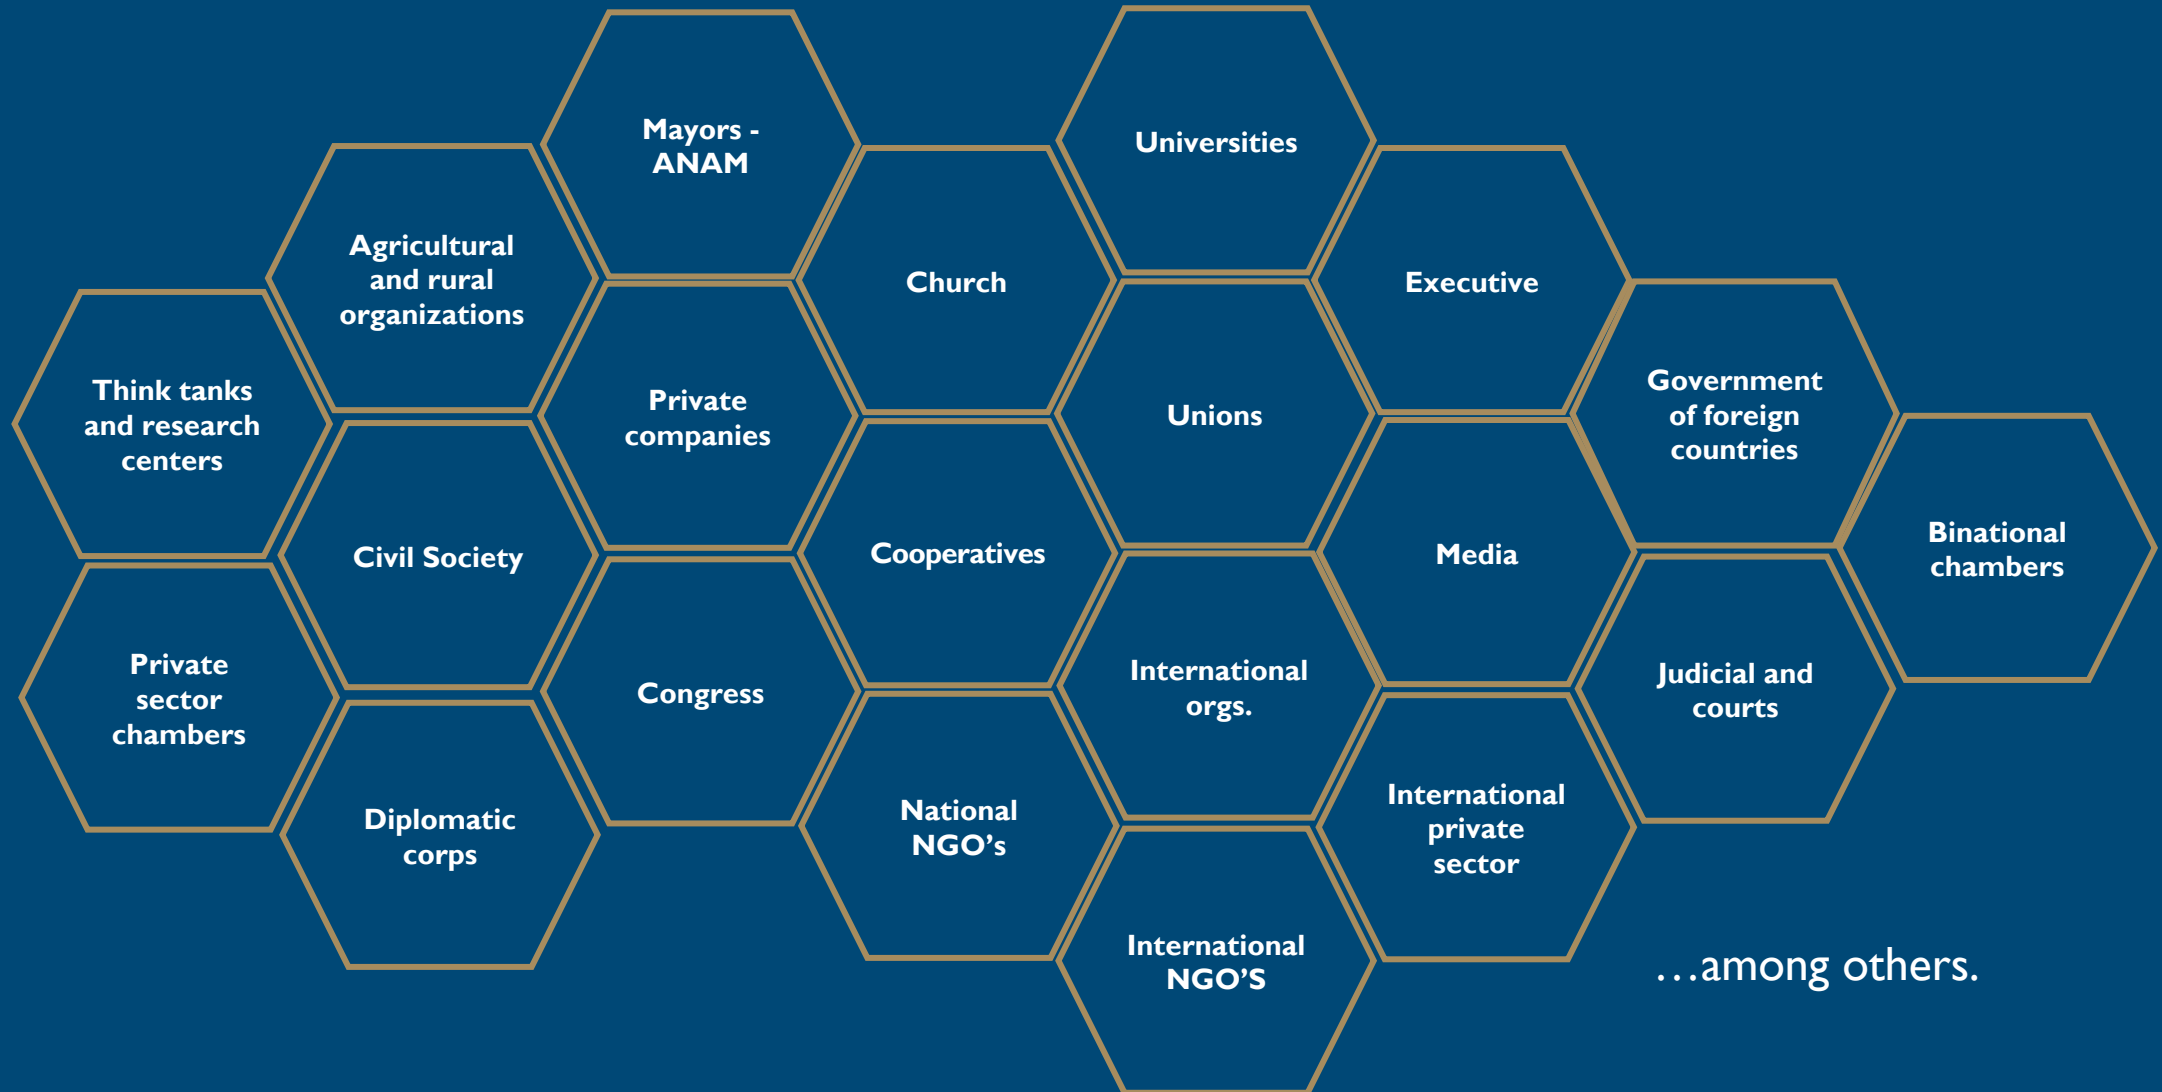 Mayors -
ANAM
Universities
Agricultural
and rural
organizations
Church
Executive
Think tanks
and research
centers
Private
companies
Unions
Government
of foreign
countries
Civil Society
Cooperatives
Media
Binational
chambers
Private
sector
chambers
Congress
International
orgs.
Judicial and
courts
Diplomatic
corps
National
NGO’s
International
private
sector
International
NGO’S
…among others.